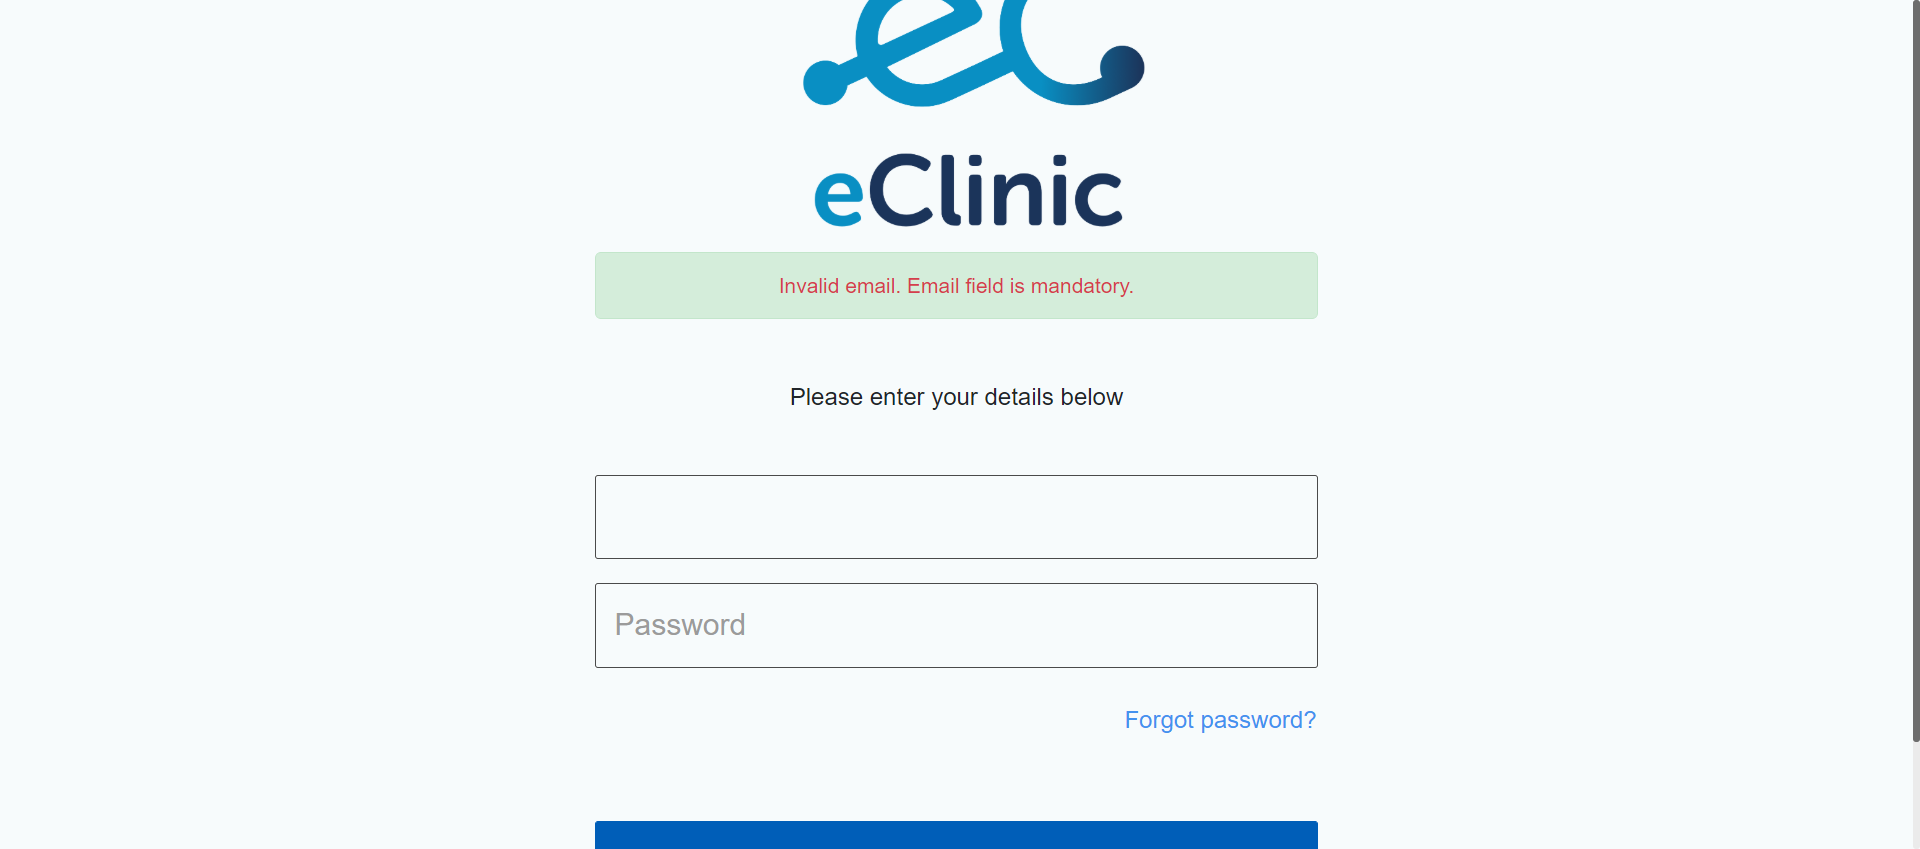 eClinic
Invalid email. Email field is mandatory.
Please enter your details below
Password
Forgot password?